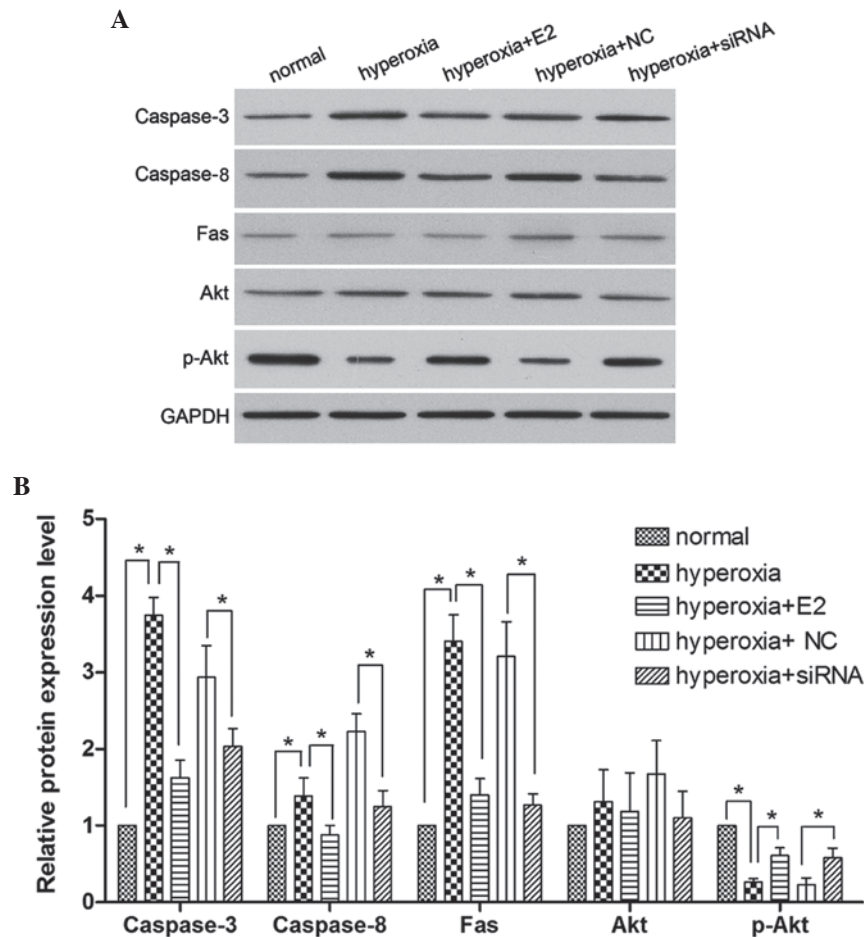 A
normal hyperoxia hyperoxia+E2 hyperoxia+NC hyperoxia+siRNA
Caspase-3
Caspase-8
Fas
Akt
p-Akt
GAPDH
B
Relative protein expression level
5
4
3
2
1
0
* * * * * * * * * * * *
normal
hyperoxia
hyperoxia+E2
hyperoxia+ NC
hyperoxia+siRNA
Caspase-3 Caspase-8 Fas Akt p-Akt